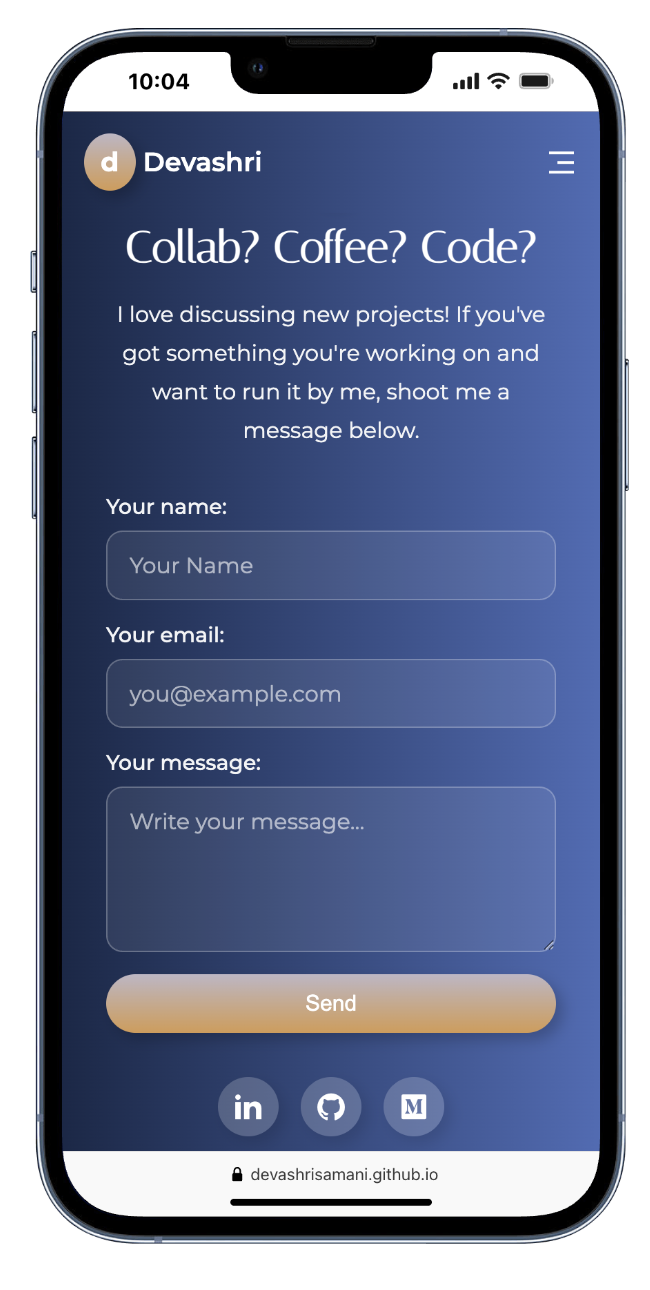 10:04
d Devashri
Collab? Coffee? Code?
I love discussing new projects! If you've
got something you're working on and
want to run it by me, shoot me a
message below.
Your name:
Your Name
Your email:
you@example.com
Your message:
Write your message...
Send
in
M
devashrisamani.github.io